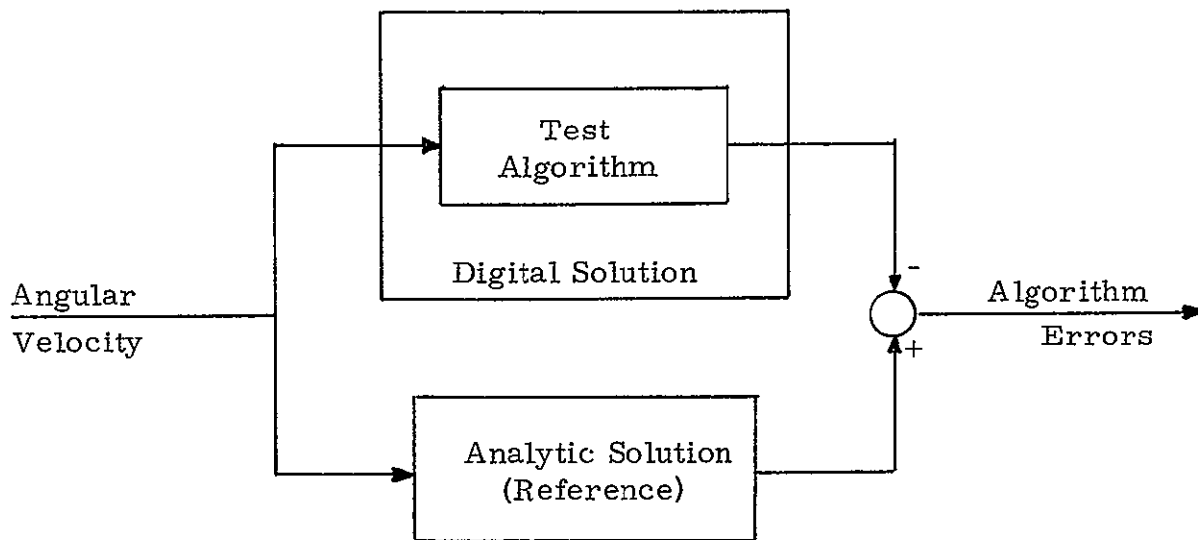 Test
Algorithm
Digital Solution
Angular
Velocity
-
+
Algorithm
Errors
Analytic Solution
(Reference)